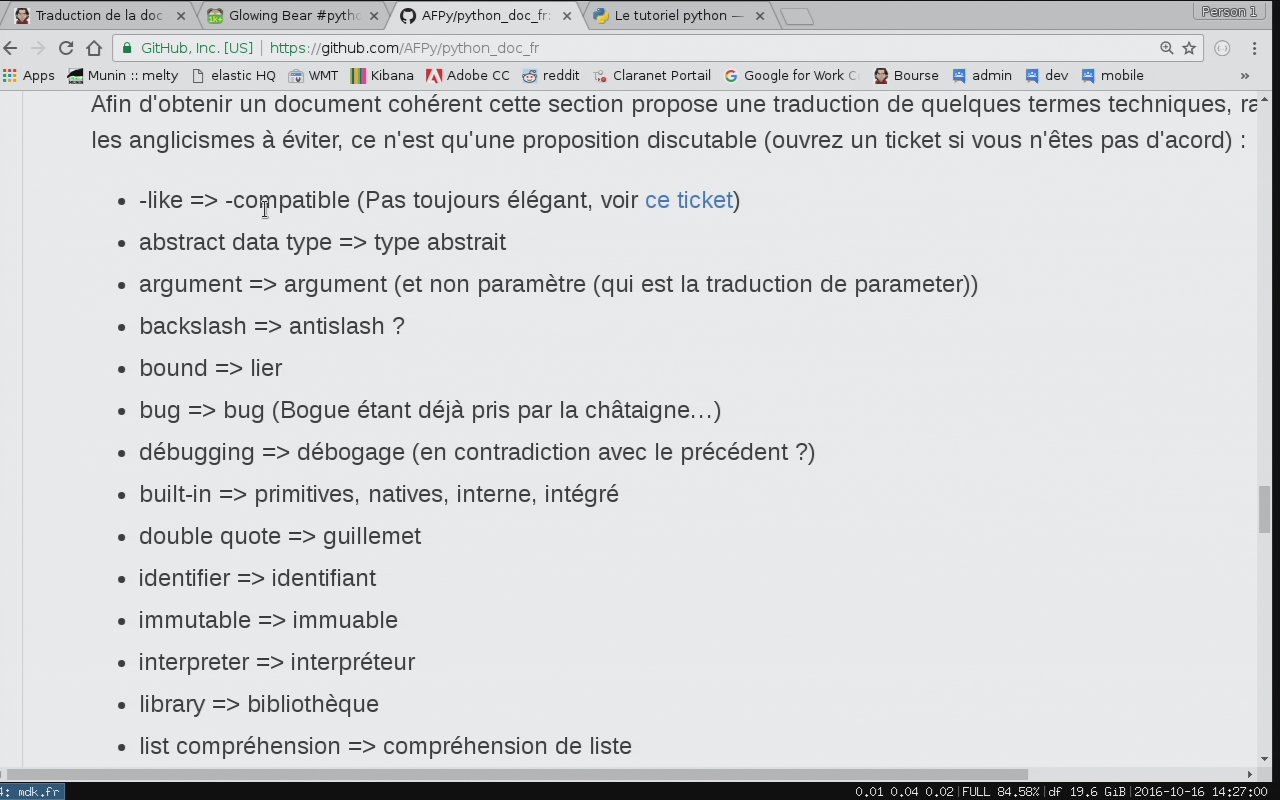 Traduction de la doc
Glowing Bear #pytho
AFPy/python_doc_fr:
Le tutoriel python —
Person 1
GitHub, Inc. [US] https://github.com/AFPy/python_doc_fr
Apps Munin :: melty elastic HQ WMT Kibana Adobe CC reddit Claranet Portail Google for Work C Bourse admin dev mobile »
Afin d'obtenir un document cohérent cette section propose une traduction de quelques termes techniques, ra
les anglicismes à éviter, ce n'est qu'une proposition discutable (ouvrez un ticket si vous n'êtes pas d'acord) :
• -like => -compatible (Pas toujours élégant, voir ce ticket)
• abstract data type => type abstrait
• argument => argument (et non paramètre (qui est la traduction de parameter))
• backslash => antislash ?
• bound => lier
• bug => bug (Bogue étant déjà pris par la châtaigne…)
• débugging => débogage (en contradiction avec le précédent ?)
• built-in => primitives, natives, interne, intégré
• double quote => guillemet
• identifier => identifiant
• immutable => immuable
• interpreter => interpréteur
• library => bibliothèque
• list compréhension => compréhension de liste
4: mdk.fr
0.01 0.04 0.02|FULL 84.58%|df 19.6 GiB|2016-10-16 14:27:00